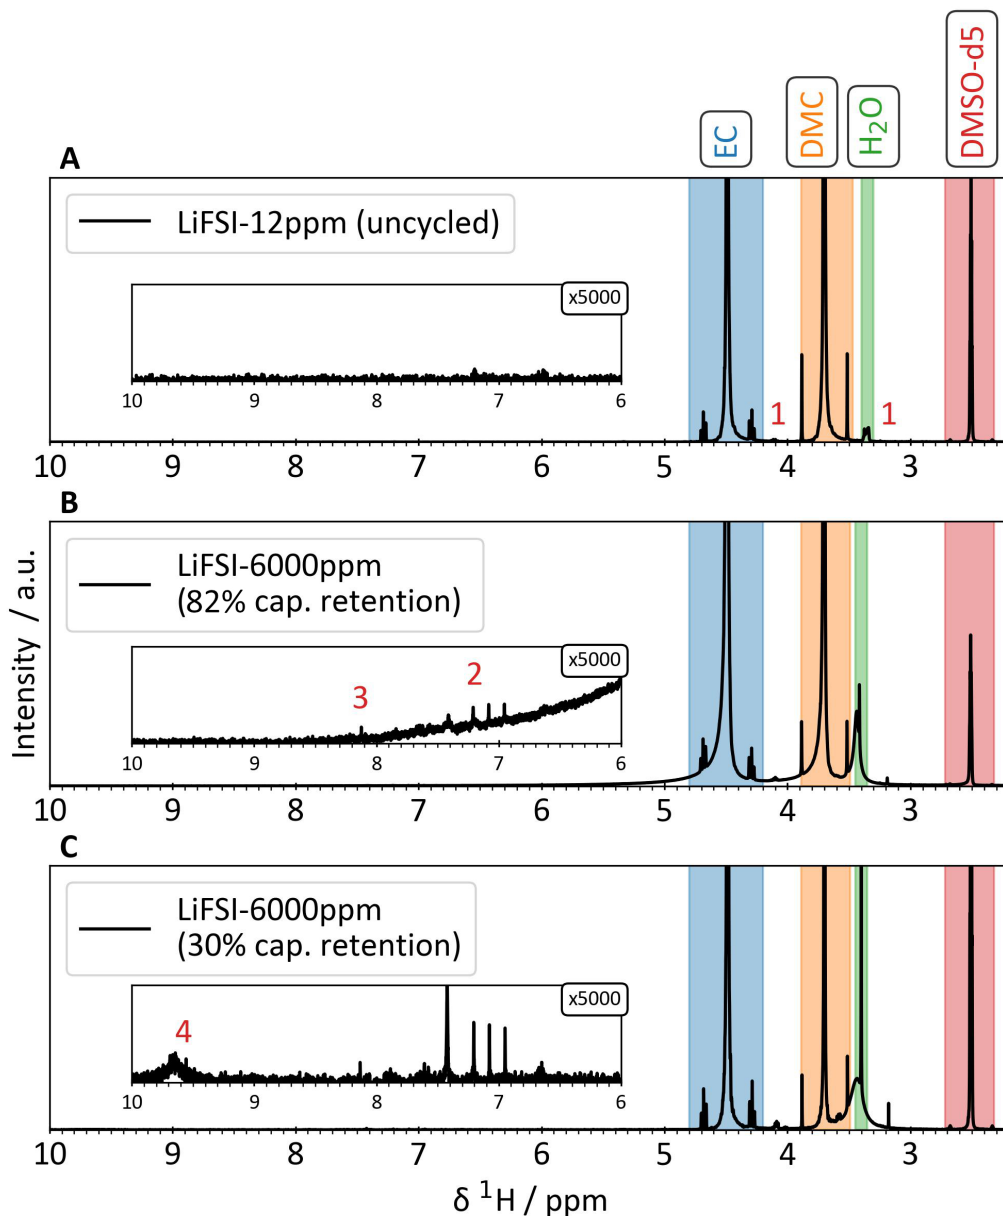 EC
DMC
H₂O
DMSO-d5
A
LiFSI-12ppm (uncycled)
x5000
10 9 8 7 6
1 1
10 9 8 7 6 5 4 3
B
LiFSI-6000ppm
(82% cap. retention)
x5000
3 2
10 9 8 7 6
10 9 8 7 6 5 4 3
Intensity / a.u.
C
LiFSI-6000ppm
(30% cap. retention)
x5000
4
10 9 8 7 6
10 9 8 7 6 5 4 3
δ ¹H / ppm